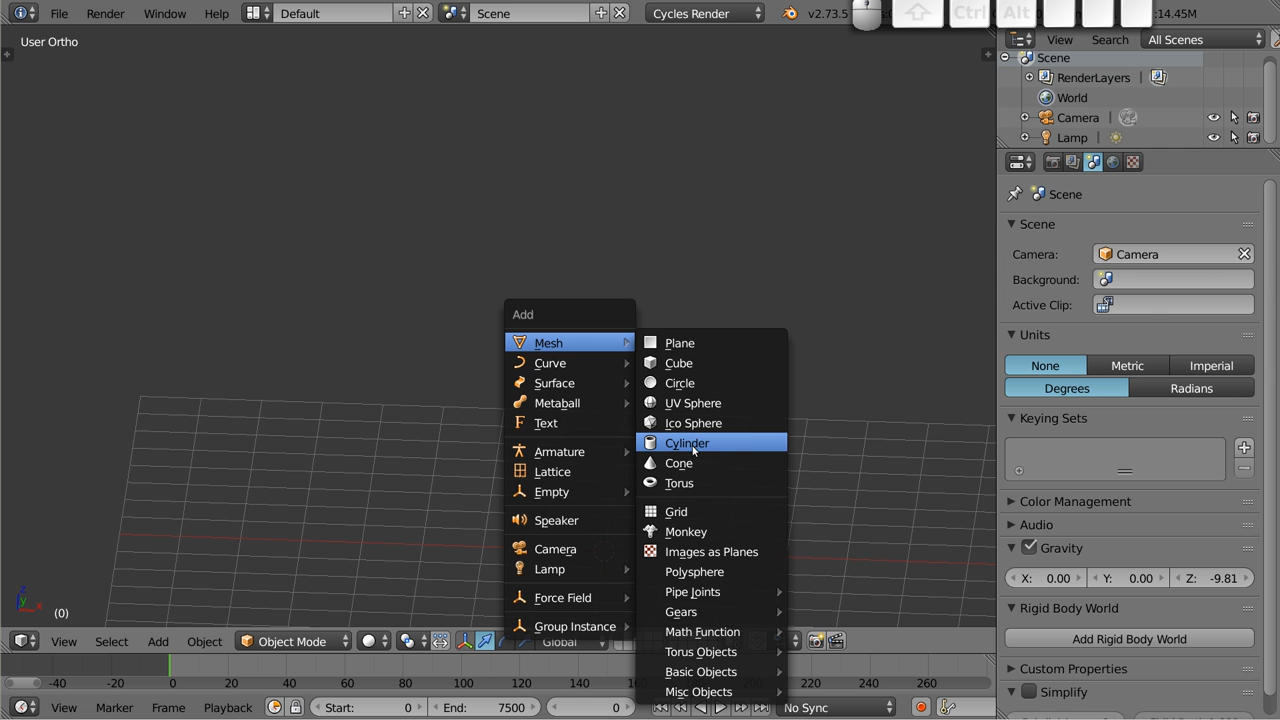 File Render Window Help Default Scene Cycles Render v2.73.5 Ctrl Alt :14.45M
User Ortho
View Search All Scenes
Scene
RenderLayers
World
Camera
Lamp
Scene
Scene
Camera: Camera
Background:
Active Clip:
Units
None Metric Imperial
Degrees Radians
Keying Sets
Color Management
Audio
Gravity
X: 0.00 Y: 0.00 Z: -9.81
Rigid Body World
Add Rigid Body World
Custom Properties
Simplify
Add
Mesh
Curve
Surface
Metaball
Text
Armature
Lattice
Empty
Speaker
Camera
Lamp
Force Field
Group Instance
Plane
Cube
Circle
UV Sphere
Ico Sphere
Cylinder
Cone
Torus
Grid
Monkey
Images as Planes
Polysphere
Pipe Joints
Gears
Math Function
Torus Objects
Basic Objects
Misc Objects
z
y x
(0)
View Select Add Object Object Mode Global
-40 -20 0 20 40 60 80 100 120 140 160 220 240 260
View Marker Frame Playback Start: 0 End: 7500 0 No Sync